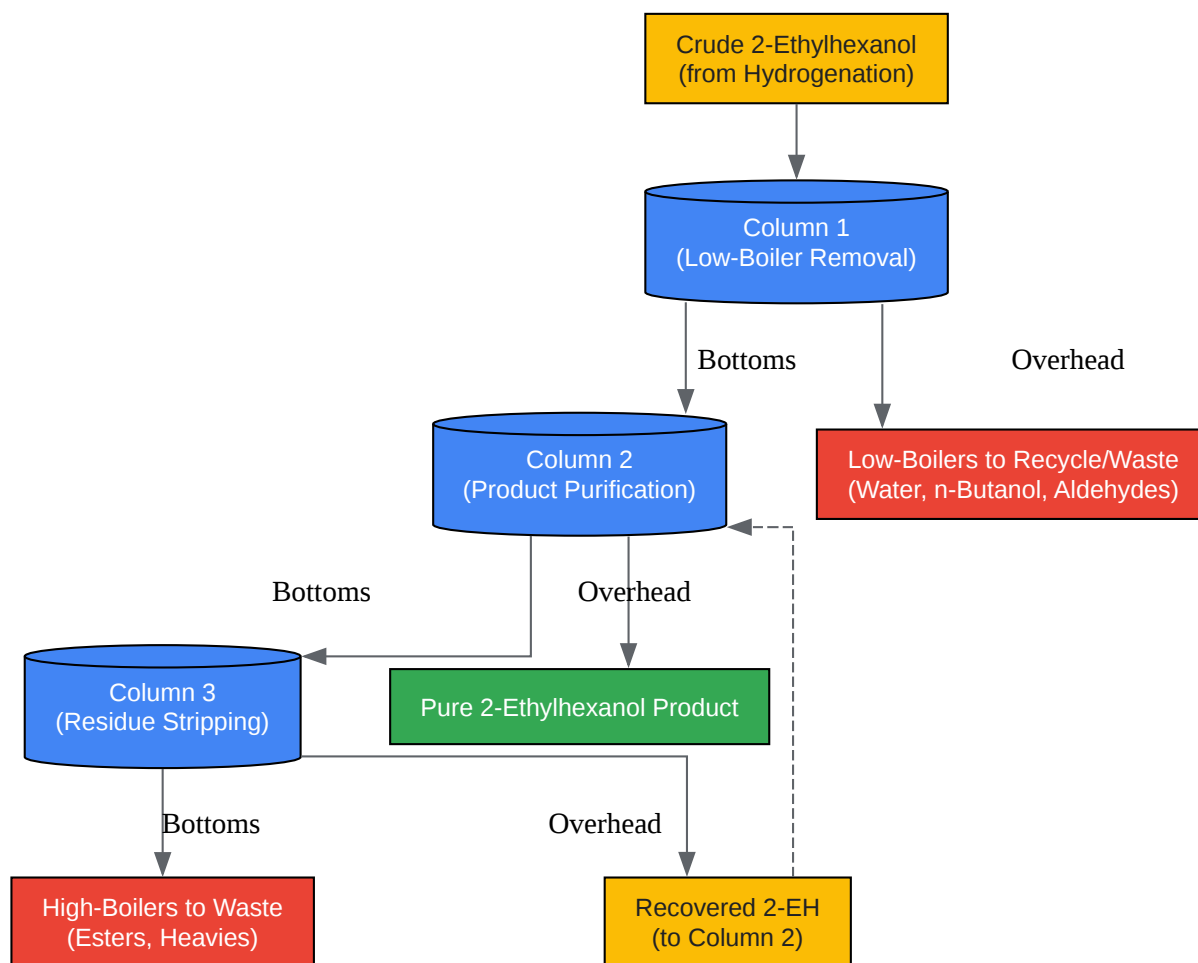 Crude 2-Ethylhexanol
(from Hydrogenation)
Column 1
(Low-Boiler Removal)
Bottoms
Overhead
Column 2
(Product Purification)
Low-Boilers to Recycle/Waste
(Water, n-Butanol, Aldehydes)
Bottoms
Overhead
Column 3
(Residue Stripping)
Pure 2-Ethylhexanol Product
Bottoms
Overhead
High-Boilers to Waste
(Esters, Heavies)
Recovered 2-EH
(to Column 2)